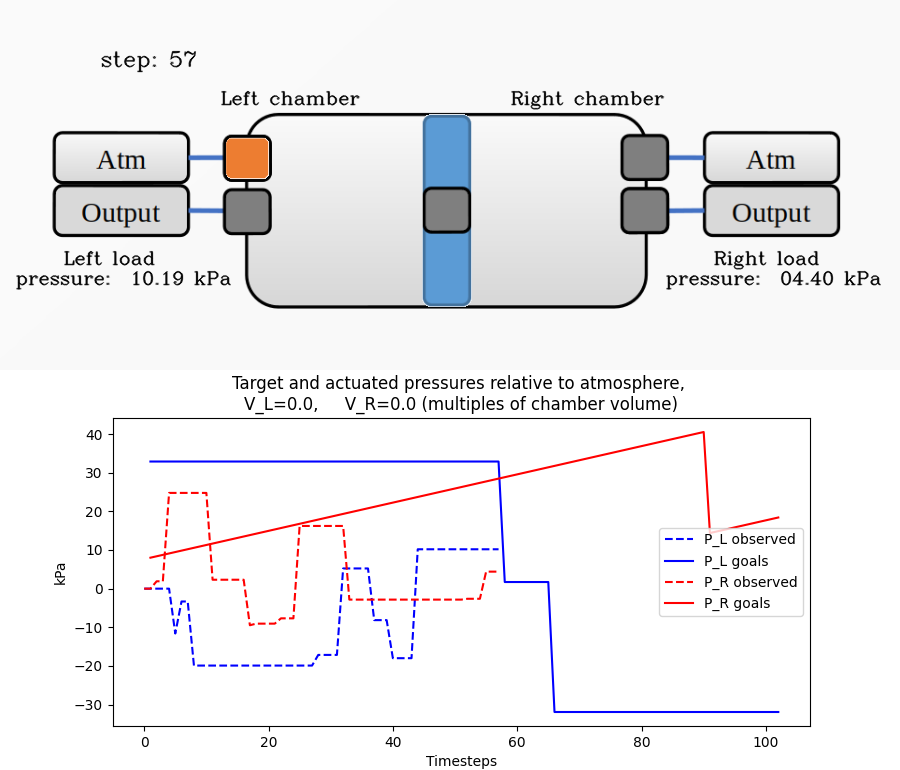 step: 57
Left chamber
Right chamber
Atm
Output
Left load
pressure: 10.19 kPa
Atm
Output
Right load
pressure: 04.40 kPa
Target and actuated pressures relative to atmosphere,
V_L=0.0, V_R=0.0 (multiples of chamber volume)
kPa
40
30
20
10
0
−10
−20
−30
P_L observed
P_L goals
P_R observed
P_R goals
0 20 40 60 80 100
Timesteps